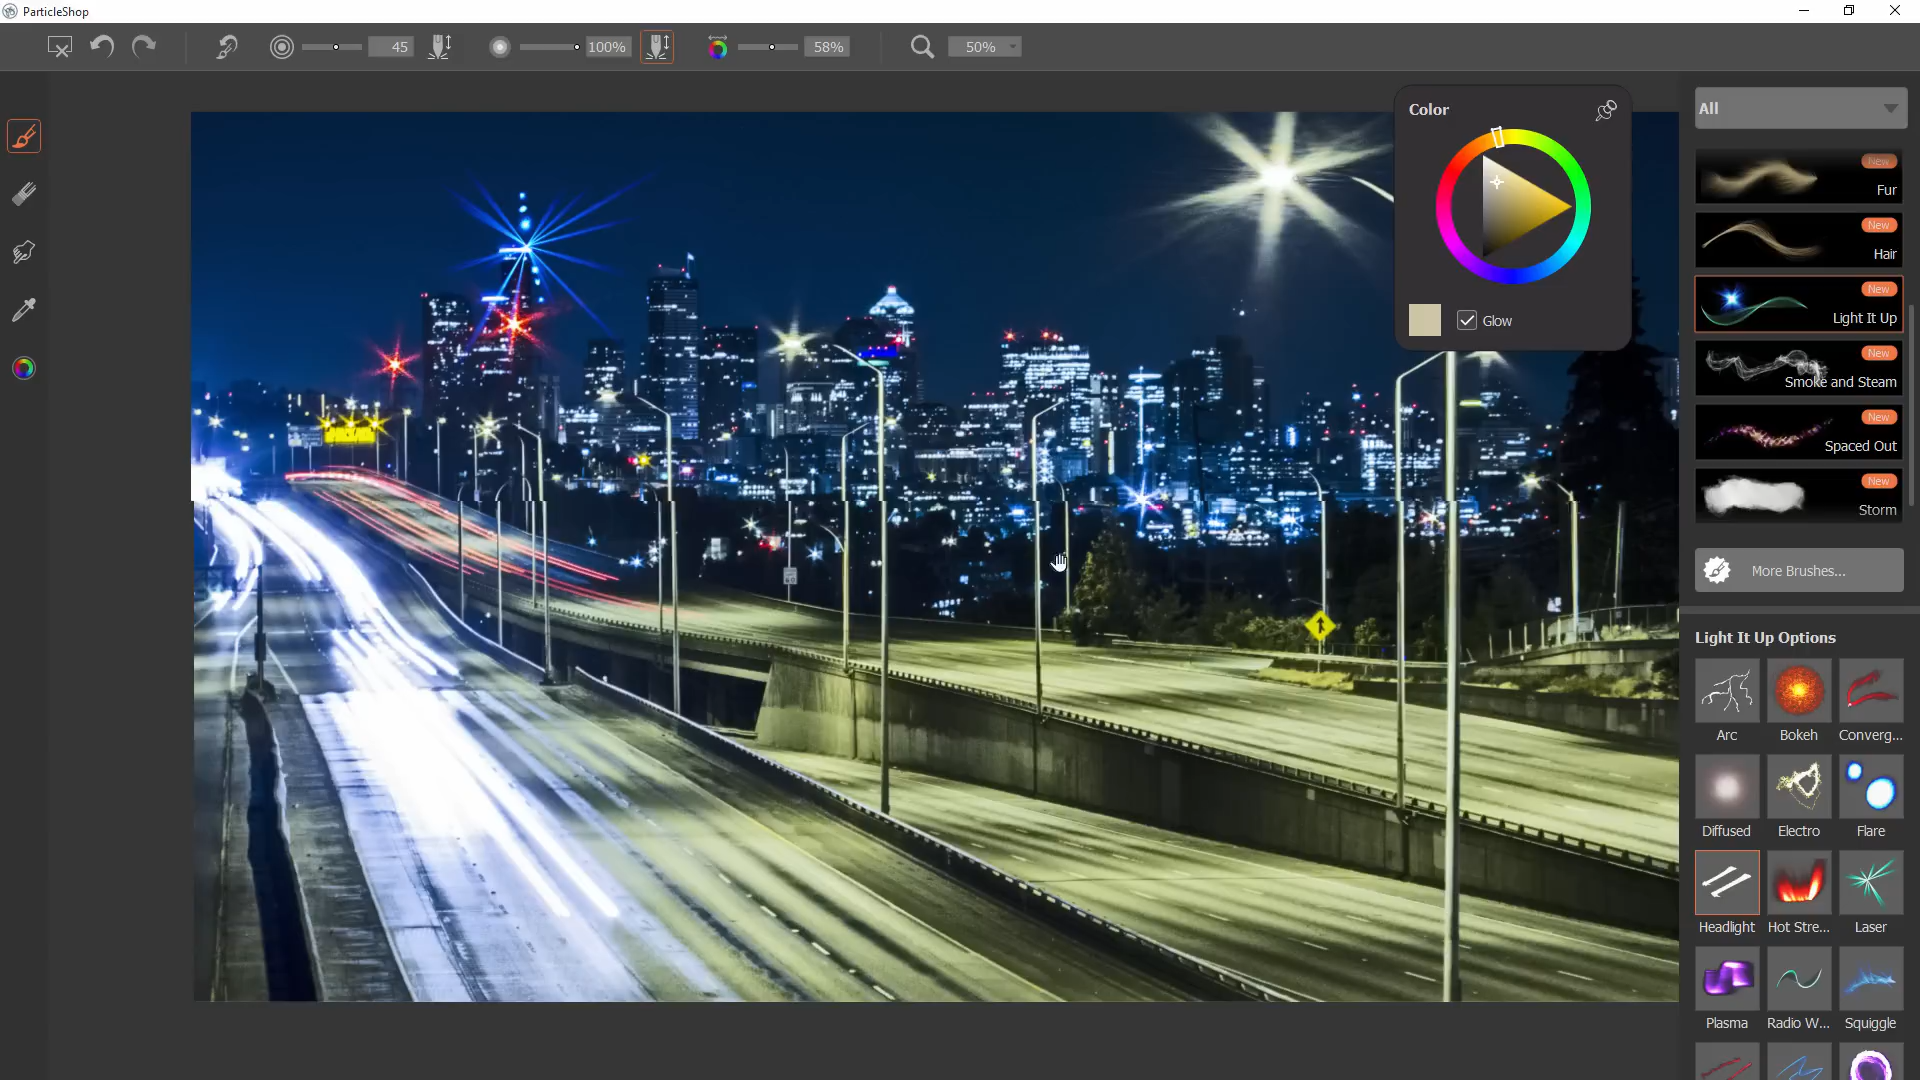 ParticleShop
45
100%
58%
50%
Color
Glow
All
New
Fur
New
Hair
New
Light It Up
New
Smoke and Steam
New
Spaced Out
New
Storm
More Brushes...
Light It Up Options
Arc
Bokeh
Converg...
Diffused
Electro
Flare
Headlight
Hot Stre...
Laser
Plasma
Radio W...
Squiggle